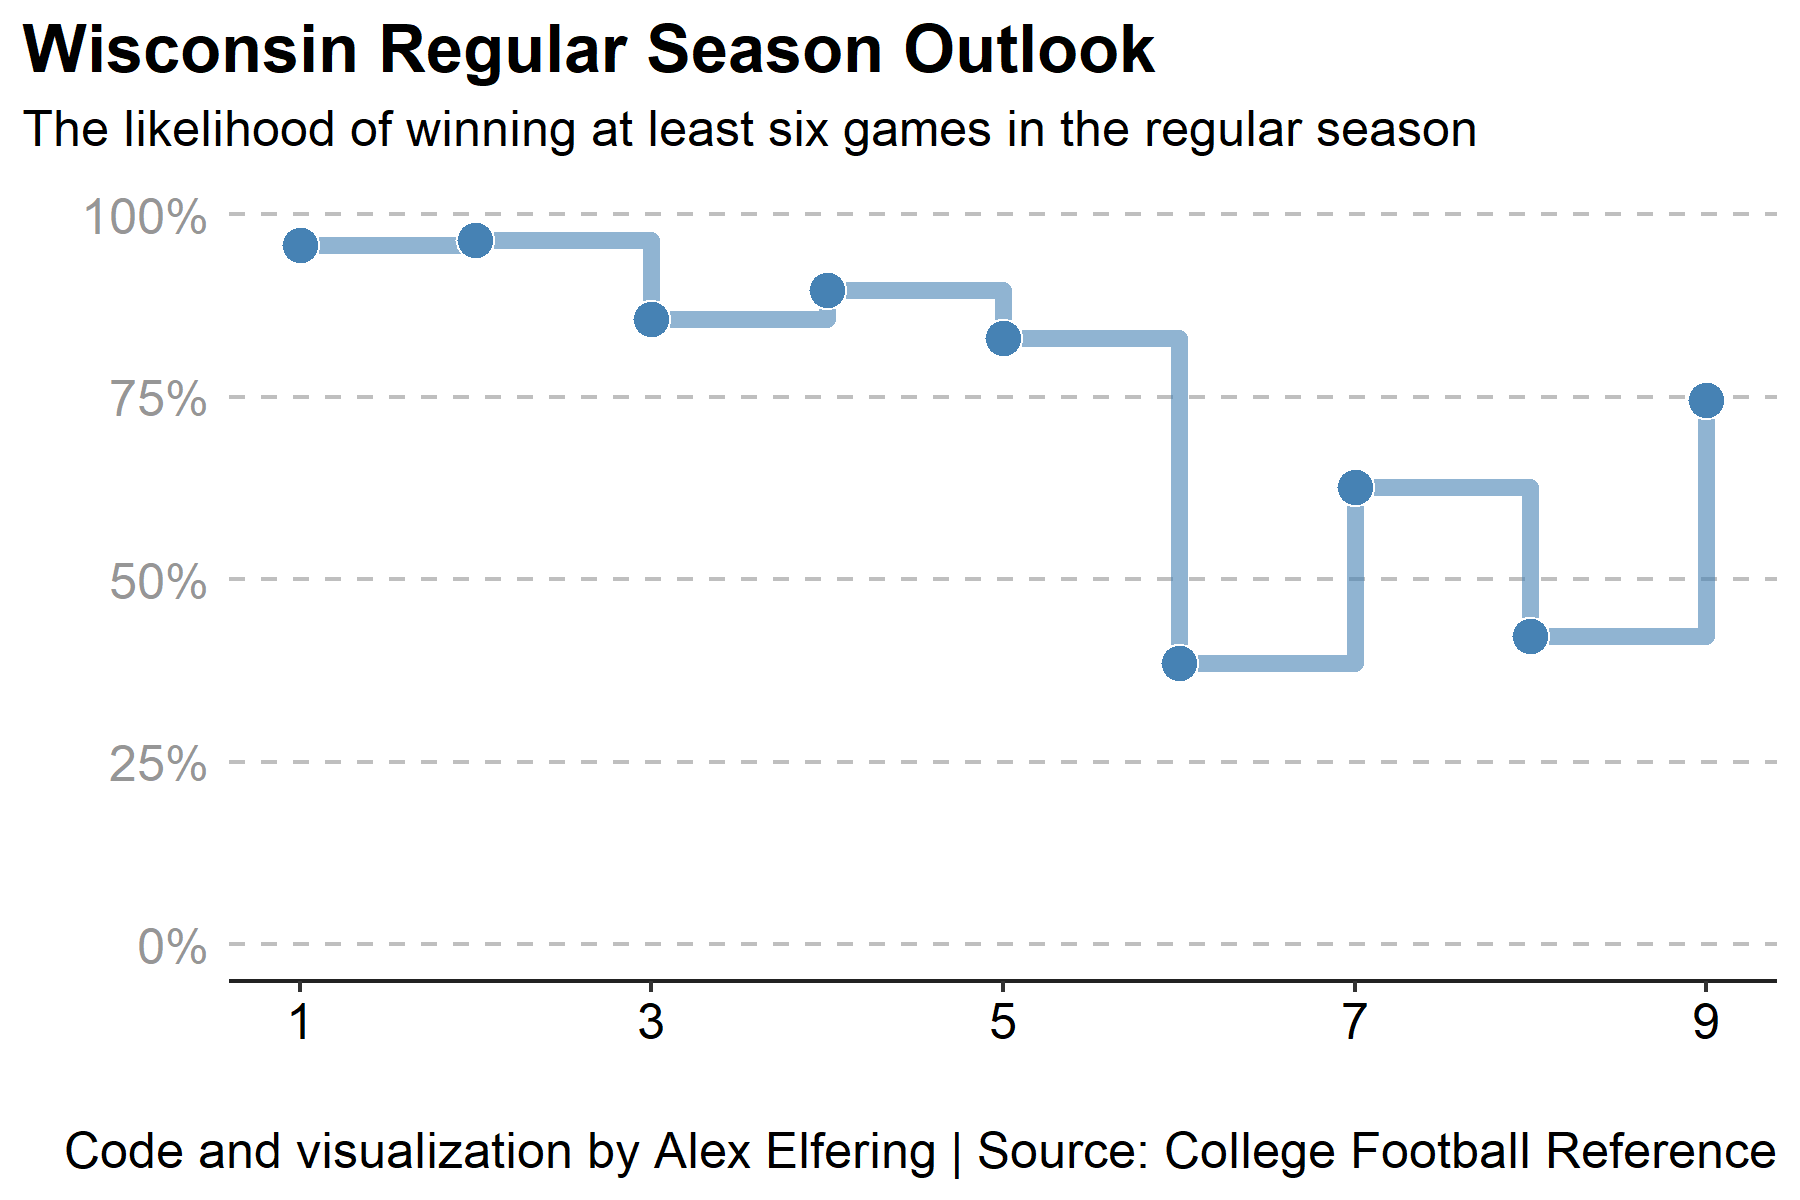 Wisconsin Regular Season Outlook
The likelihood of winning at least six games in the regular season
100%
75%
50%
25%
0%
1 3 5 7 9
Code and visualization by Alex Elfering | Source: College Football Reference